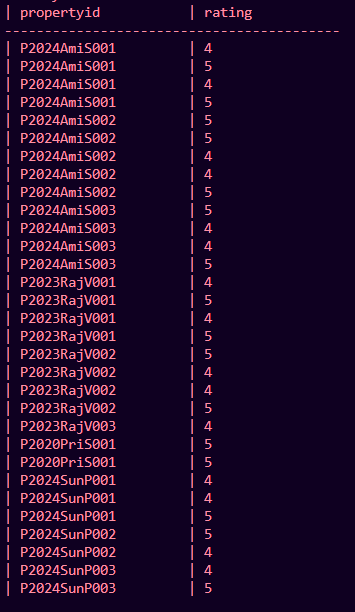 | propertyid | rating
------------------------------------------
| P2024AmiS001 | 4
| P2024AmiS001 | 5
| P2024AmiS001 | 4
| P2024AmiS001 | 5
| P2024AmiS002 | 5
| P2024AmiS002 | 5
| P2024AmiS002 | 4
| P2024AmiS002 | 4
| P2024AmiS002 | 5
| P2024AmiS003 | 5
| P2024AmiS003 | 4
| P2024AmiS003 | 4
| P2024AmiS003 | 5
| P2023RajV001 | 4
| P2023RajV001 | 5
| P2023RajV001 | 4
| P2023RajV001 | 5
| P2023RajV002 | 5
| P2023RajV002 | 4
| P2023RajV002 | 4
| P2023RajV002 | 5
| P2023RajV003 | 4
| P2020PriS001 | 5
| P2020PriS001 | 5
| P2024SunP001 | 4
| P2024SunP001 | 4
| P2024SunP001 | 5
| P2024SunP002 | 5
| P2024SunP002 | 4
| P2024SunP003 | 4
| P2024SunP003 | 5